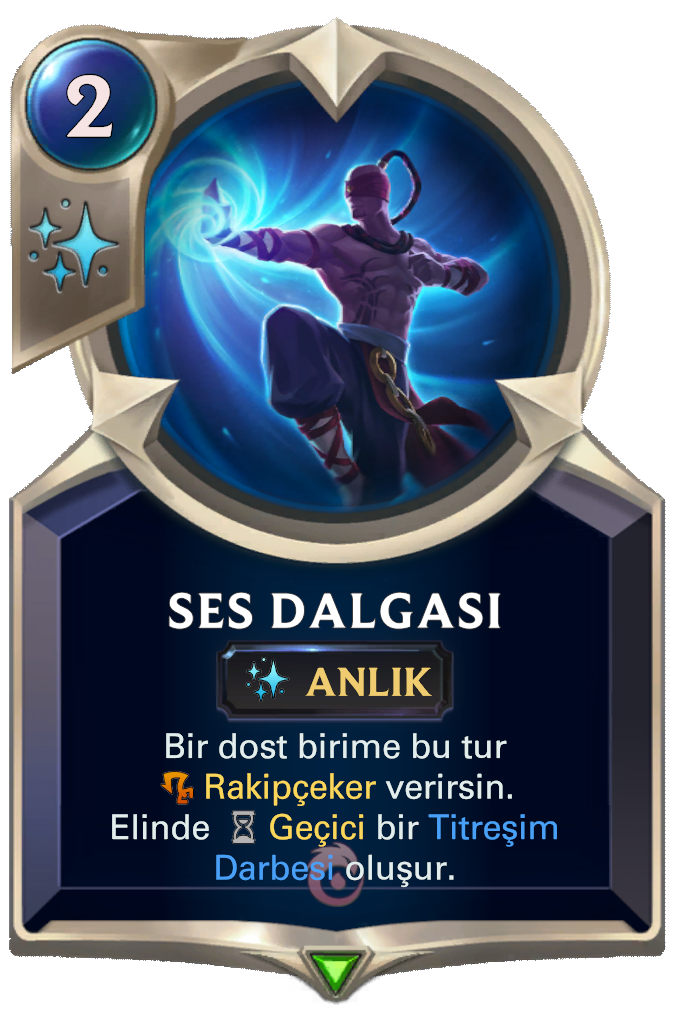 2
SES DALGASI
ANLIK
Bir dost birime bu tur
Rakipçeker verirsin.
Elinde Geçici bir Titreşim
Darbesi oluşur.